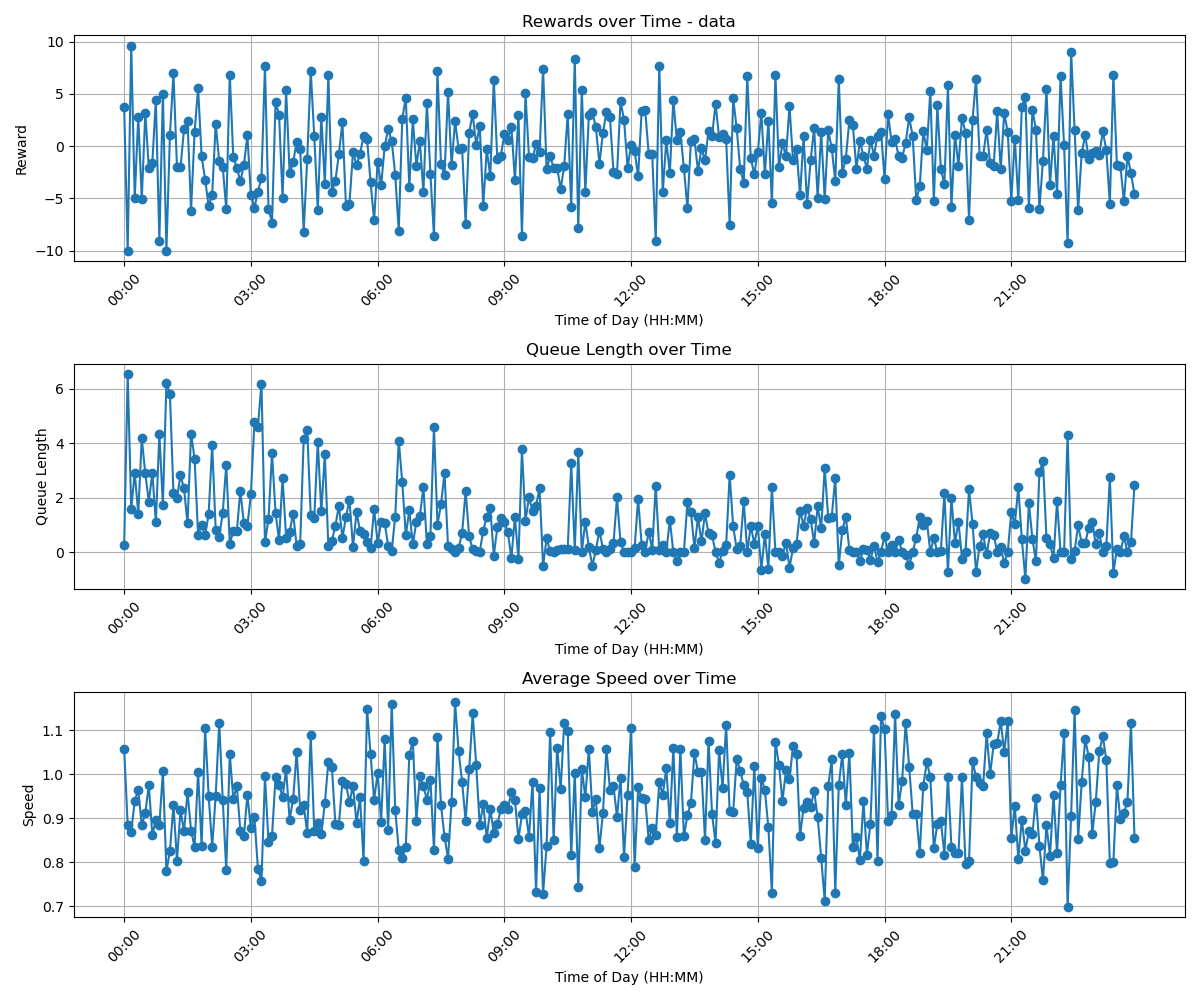 Rewards over Time - data
10
5
0
−5
−10
Reward
00:00 03:00 06:00 09:00 12:00 15:00 18:00 21:00
Time of Day (HH:MM)
Queue Length over Time
6
4
2
0
Queue Length
00:00 03:00 06:00 09:00 12:00 15:00 18:00 21:00
Time of Day (HH:MM)
Average Speed over Time
1.1
1.0
0.9
0.8
0.7
Speed
00:00 03:00 06:00 09:00 12:00 15:00 18:00 21:00
Time of Day (HH:MM)